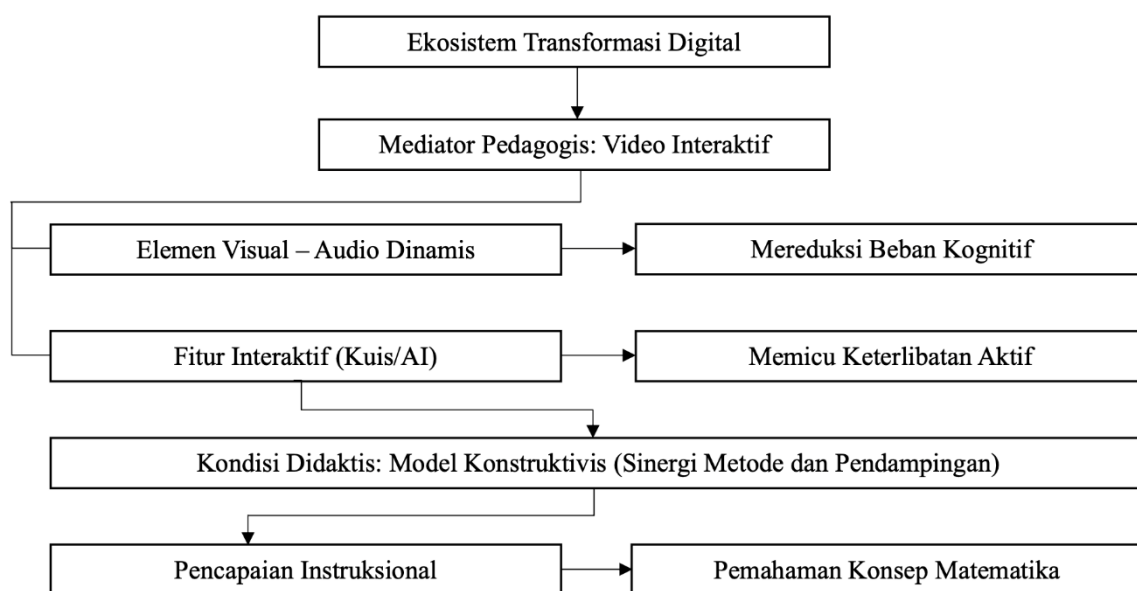 Ekosistem Transformasi Digital
Mediator Pedagogis: Video Interaktif
Elemen Visual – Audio Dinamis
Mereduksi Beban Kognitif
Fitur Interaktif (Kuis/AI)
Memicu Keterlibatan Aktif
Kondisi Didaktis: Model Konstruktivis (Sinergi Metode dan Pendampingan)
Pencapaian Instruksional
Pemahaman Konsep Matematika